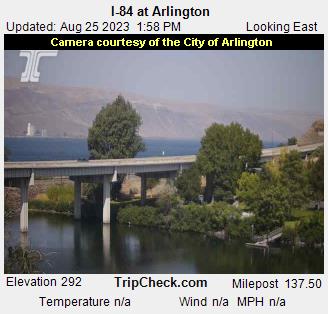 I-84 at Arlington
Updated: Aug 25 2023 1:58 PM Looking East
Camera courtesy of the City of Arlington
Elevation 292 TripCheck.com Milepost 137.50
Temperature n/a Wind n/a MPH n/a